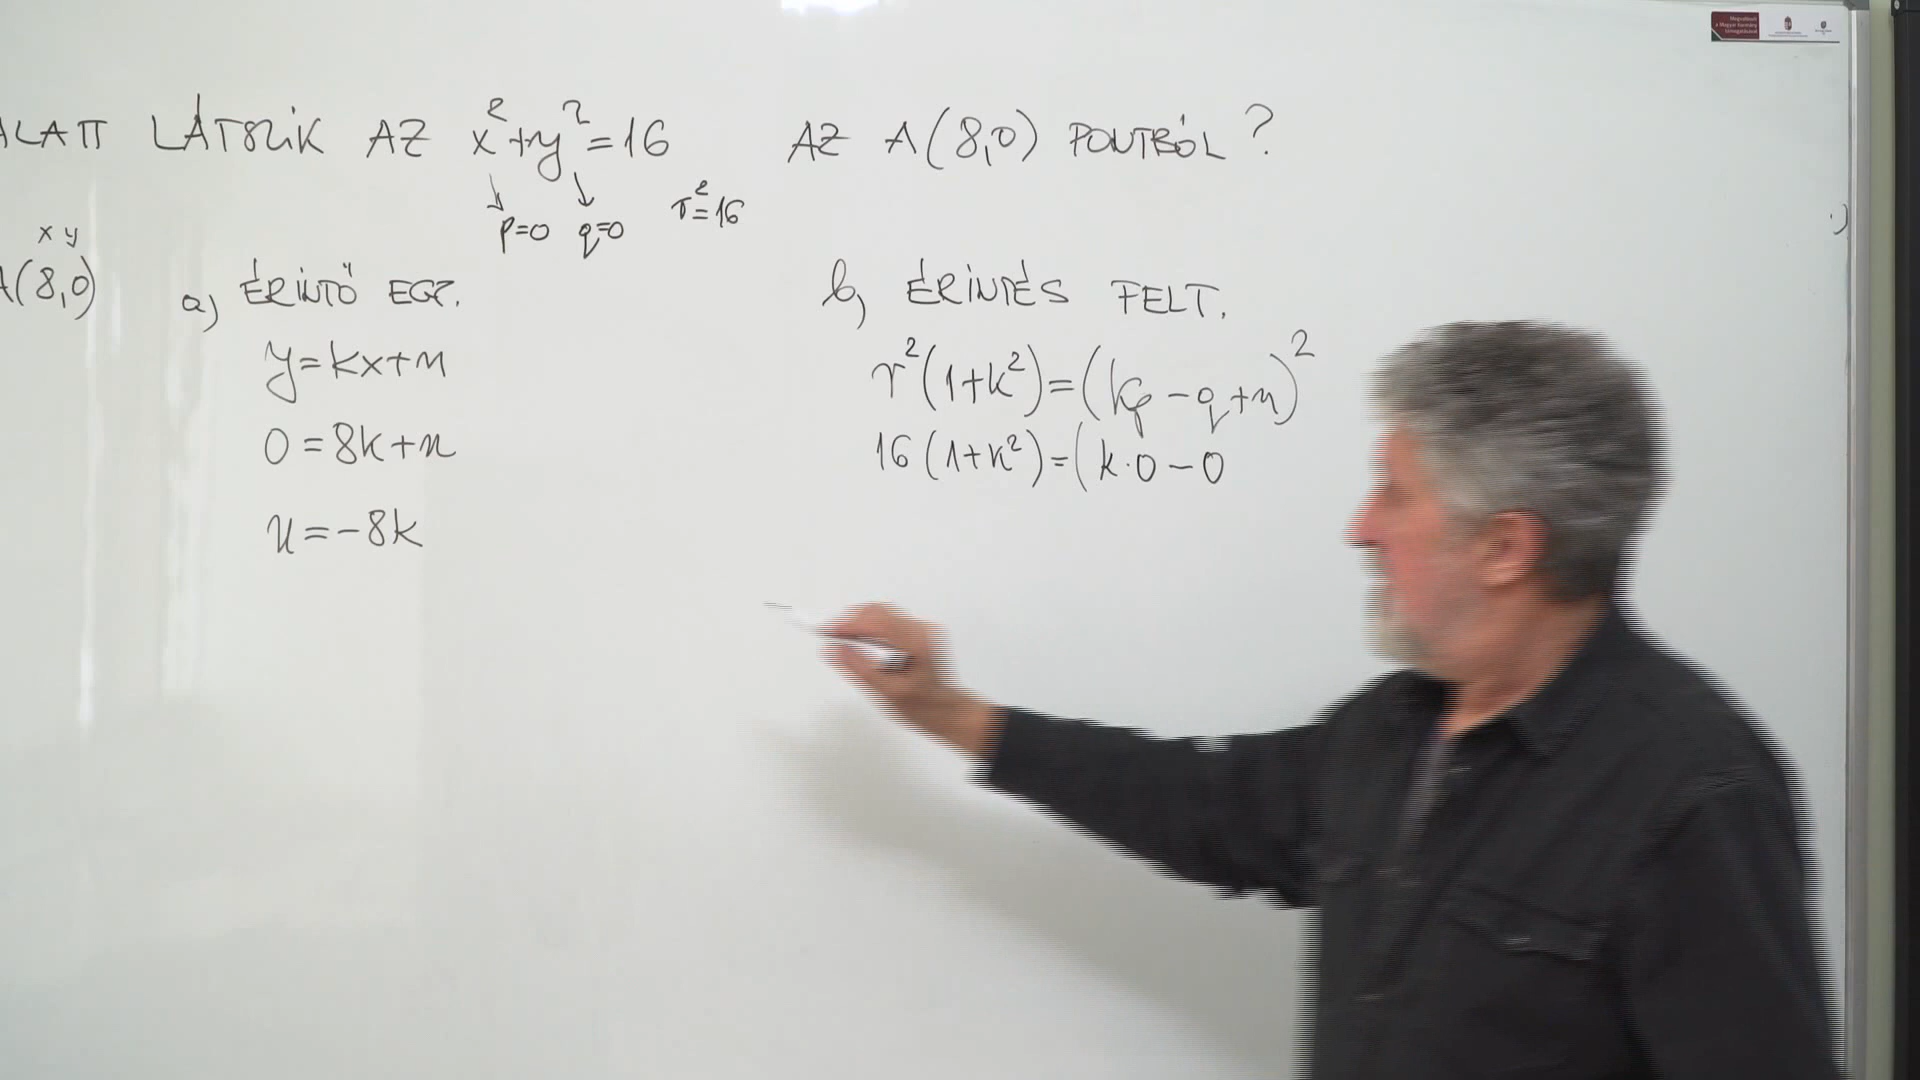 ALATT LÁTSZIK AZ x²+y²=16 AZ A(8,0) PONTBÓL?
p=0 q=0 r²=16
x y
A(8,0)
a) ÉRINTŐ EGY.
y=kx+n
0=8k+n
n=-8k
b) ÉRINTÉS FELT.
r²(1+k²)=(kp-q+n)²
16(1+k²)=(k·0-0